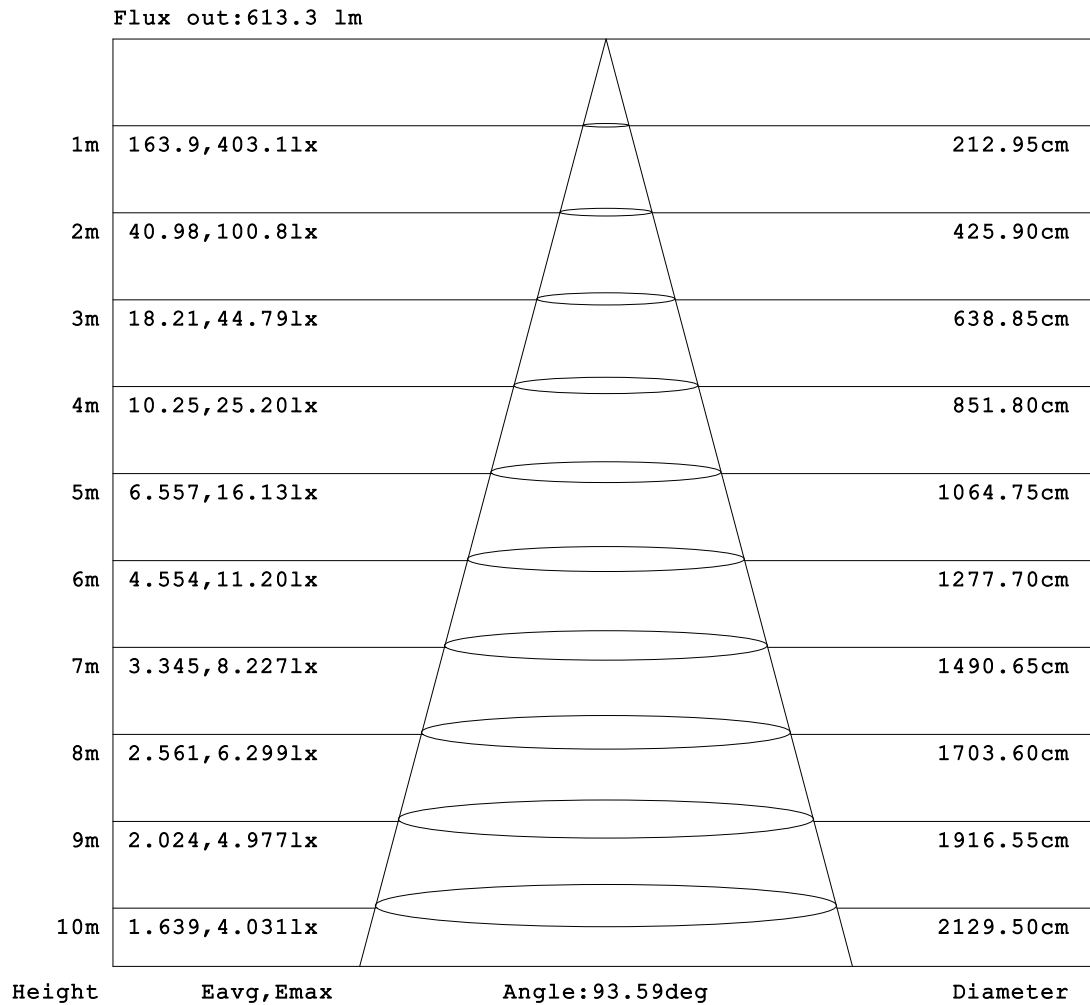 Flux out:613.3 lm
1m 163.9,403.1lx 212.95cm
2m 40.98,100.8lx 425.90cm
3m 18.21,44.79lx 638.85cm
4m 10.25,25.20lx 851.80cm
5m 6.557,16.13lx 1064.75cm
6m 4.554,11.20lx 1277.70cm
7m 3.345,8.227lx 1490.65cm
8m 2.561,6.299lx 1703.60cm
9m 2.024,4.977lx 1916.55cm
10m 1.639,4.031lx 2129.50cm
Height Eavg,Emax Angle:93.59deg Diameter